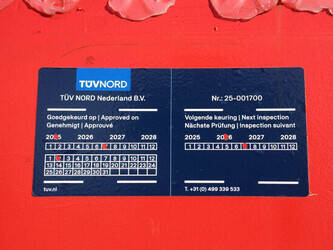 TÜVNORD
TÜV NORD Nederland B.V.
Goedgekeurd op | Approved on
Genehmigt | Approuvé
2025 2026 2027 2028
1 2 3 4 5 6 7 8 9 10 11 12
1 2 3 4 5 6 7 8 9 10 11 12
13 14 15 16 17 18 19 20 21 22 23 24
25 26 27 28 29 30 31
tuv.nl
Nr.: 25-001700
Volgende keuring | Next inspection
Nächste Prüfung | Inspection suivant
2025 2026 2027 2028
1 2 3 4 5 6 7 8 9 10 11 12
T. +31 (0) 499 339 533